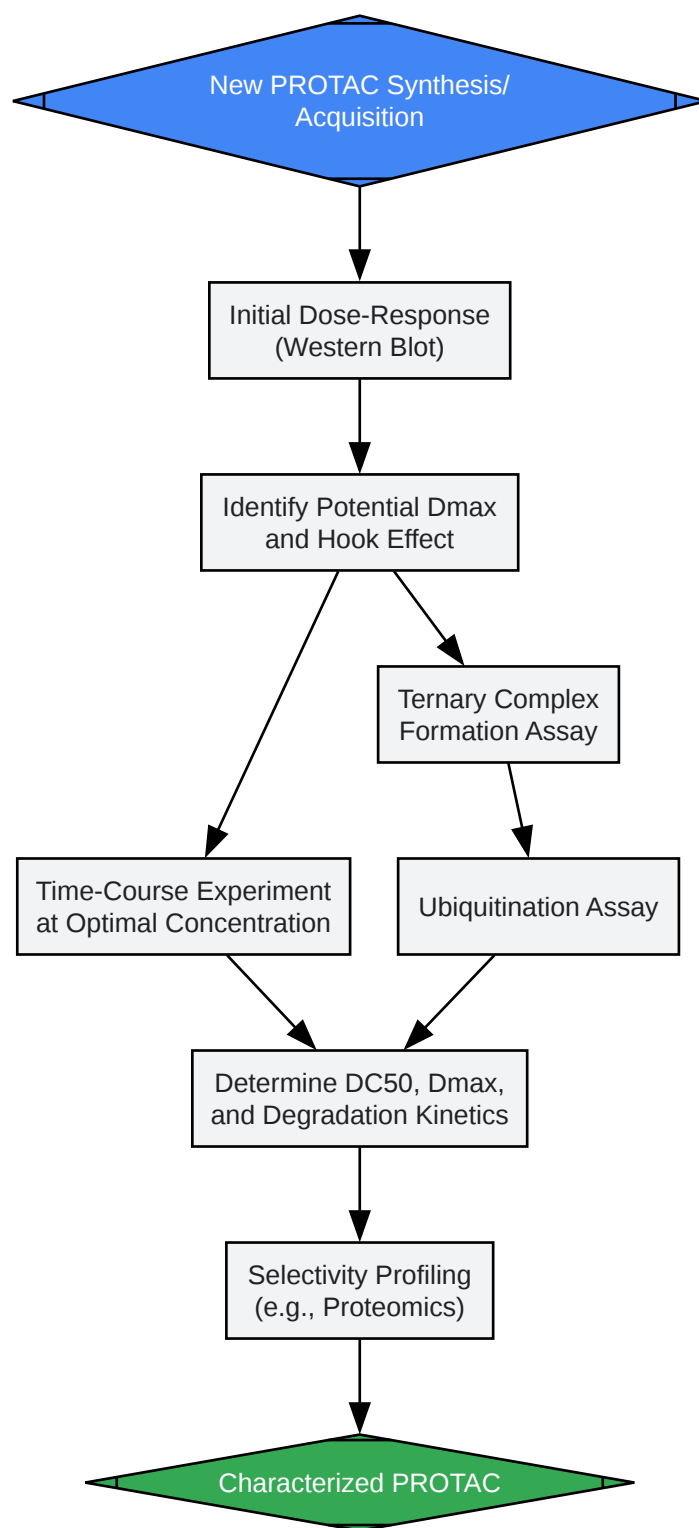 New PROTAC Synthesis/
Acquisition
Initial Dose-Response
(Western Blot)
Identify Potential Dmax
and Hook Effect
Ternary Complex
Formation Assay
Time-Course Experiment
at Optimal Concentration
Ubiquitination Assay
Determine DC50, Dmax,
and Degradation Kinetics
Selectivity Profiling
(e.g., Proteomics)
Characterized PROTAC